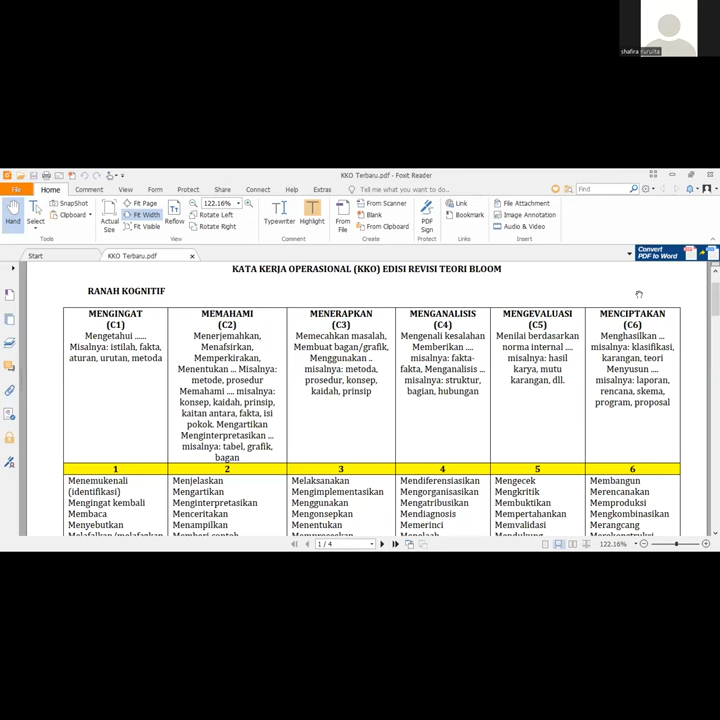 shafira nuruita
KKO Terbaru.pdf - Foxit Reader
File Home Comment View Form Protect Share Connect Help Extras Tell me what you want to do... Find
Hand
Select
SnapShot
Clipboard
Tools
Actual Size
Fit Page
Fit Width
Fit Visible
Reflow
122.16%
Rotate Left
Rotate Right
View
Typewriter
Highlight
Comment
From File
From Scanner
Blank
From Clipboard
Create
PDF Sign
Protect
Link
Bookmark
Links
File Attachment
Image Annotation
Audio & Video
Insert
Start KKO Terbaru.pdf
Convert
PDF to Word
KATA KERJA OPERASIONAL (KKO) EDISI REVISI TEORI BLOOM
RANAH KOGNITIF
MENGINGAT
(C1)
Mengetahui ......
Misalnya: istilah, fakta,
aturan, urutan, metoda
MEMAHAMI
(C2)
Menerjemahkan,
Menafsirkan,
Memperkirakan,
Menentukan ... Misalnya:
metode, prosedur
Memahami .... misalnya:
konsep, kaidah, prinsip,
kaitan antara, fakta, isi
pokok. Mengartikan
Menginterpretasikan ...
misalnya: tabel, grafik,
bagan
MENERAPKAN
(C3)
Memecahkan masalah,
Membuat bagan/grafik,
Menggunakan ..
misalnya: metoda,
prosedur, konsep,
kaidah, prinsip
MENGANALISIS
(C4)
Mengenali kesalahan
Memberikan ....
misalnya: fakta-
fakta, Menganalisis ...
misalnya: struktur,
bagian, hubungan
MENGEVALUASI
(C5)
Menilai berdasarkan
norma internal ....
misalnya: hasil
karya, mutu
karangan, dll.
MENCIPTAKAN
(C6)
Menghasilkan ...
misalnya: klasifikasi,
karangan, teori
Menyusun ....
misalnya: laporan,
rencana, skema,
program, proposal
1 2 3 4 5 6
Menemukenali
(identifikasi)
Mengingat kembali
Membaca
Menyebutkan
Melafalkan/melafazkan
Menjelaskan
Mengartikan
Menginterpretasikan
Menceritakan
Menampilkan
Memberi contoh
Melaksanakan
Mengimplementasikan
Menggunakan
Mengonsepkan
Menentukan
Memproseskan
Mendiferensiasikan
Mengorganisasikan
Mengatribusikan
Mendiagnosis
Memerinci
Menelaah
Mengecek
Mengkritik
Membuktikan
Mempertahankan
Memvalidasi
Mendukung
Membangun
Merencanakan
Memproduksi
Mengkombinasikan
Merancang
Merekonstruksi
1 / 4
122.16%